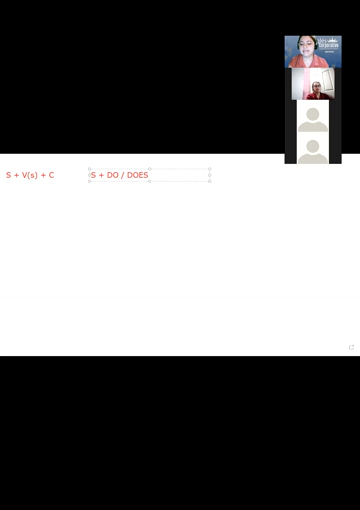 S + V(s) + C
S + DO / DOES